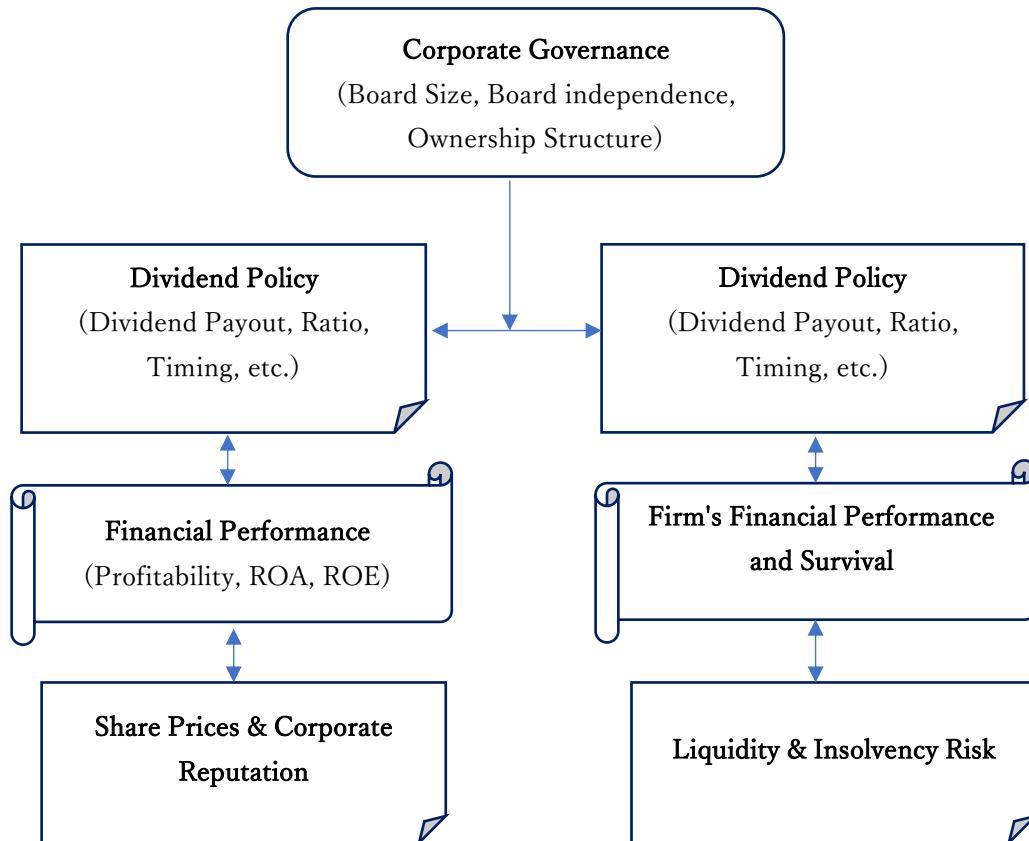 Corporate Governance
(Board Size, Board independence,
Ownership Structure)
Dividend Policy
(Dividend Payout, Ratio,
Timing, etc.)
Dividend Policy
(Dividend Payout, Ratio,
Timing, etc.)
Financial Performance
(Profitability, ROA, ROE)
Firm's Financial Performance
and Survival
Share Prices & Corporate
Reputation
Liquidity & Insolvency Risk